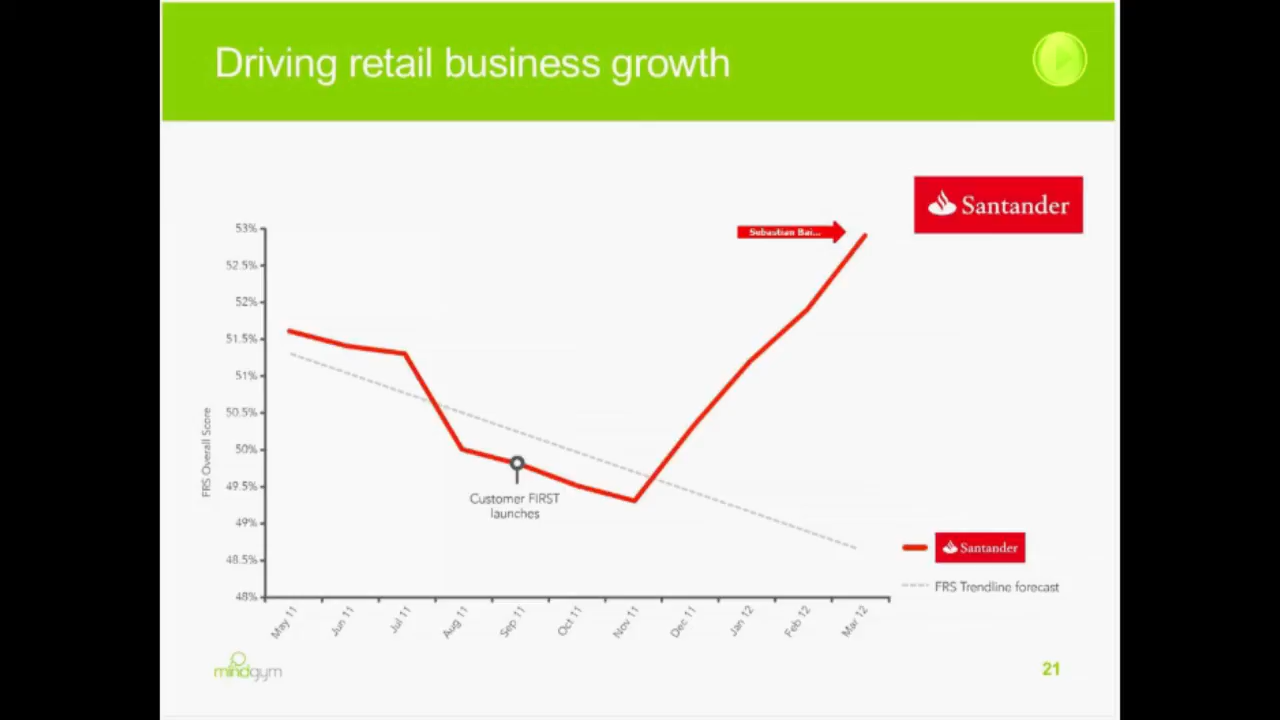 Driving retail business growth
Santander
Sebastian Bai...
53%
52.5%
52%
51.5%
51%
50.5%
50%
49.5%
49%
48.5%
48%
FRS Overall Score
Customer FIRST
launches
Santander
FRS Trendline forecast
May 11
Jun 11
Jul 11
Aug 11
Sep 11
Oct 11
Nov 11
Dec 11
Jan 12
Feb 12
Mar 12
mindgym
21